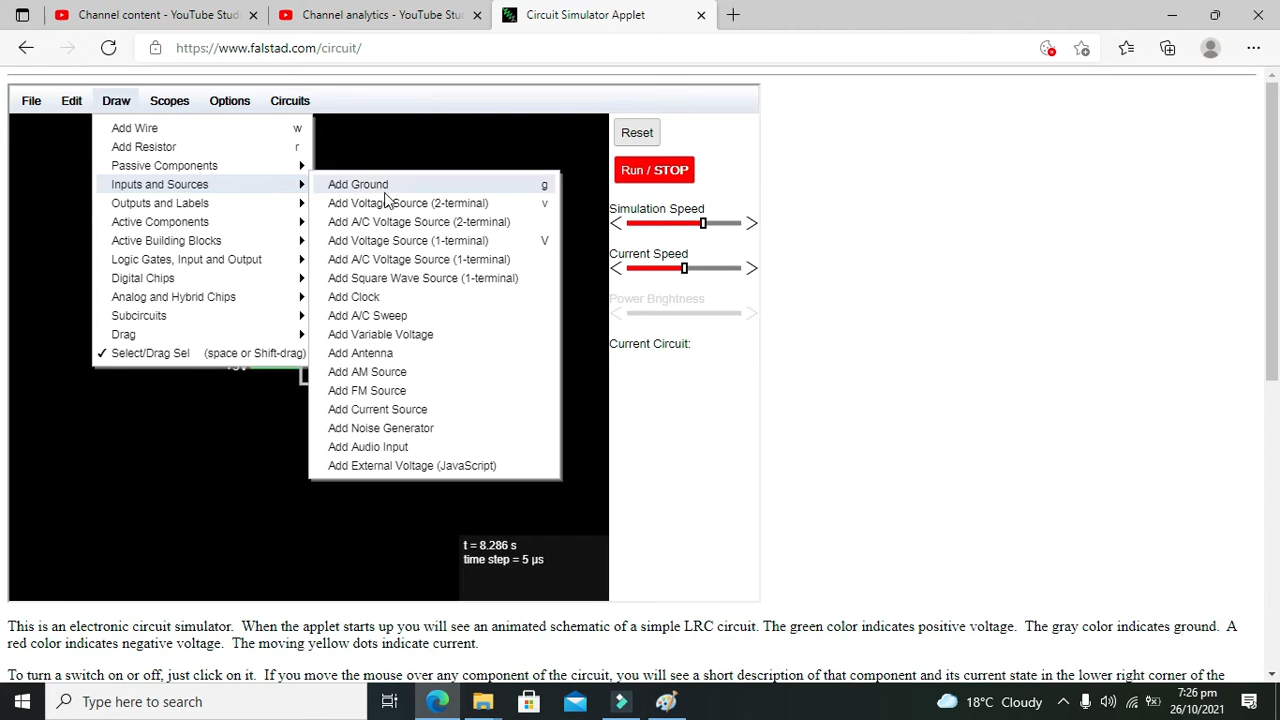 Channel content - YouTube Stud
Channel analytics - YouTube Stu
Circuit Simulator Applet
https://www.falstad.com/circuit/
File Edit Draw Scopes Options Circuits
Add Wire w
Add Resistor r
Passive Components
Inputs and Sources
Outputs and Labels
Active Components
Active Building Blocks
Logic Gates, Input and Output
Digital Chips
Analog and Hybrid Chips
Subcircuits
Drag
Select/Drag Sel (space or Shift-drag)
Add Ground g
Add Voltage Source (2-terminal) v
Add A/C Voltage Source (2-terminal)
Add Voltage Source (1-terminal) V
Add A/C Voltage Source (1-terminal)
Add Square Wave Source (1-terminal)
Add Clock
Add A/C Sweep
Add Variable Voltage
Add Antenna
Add AM Source
Add FM Source
Add Current Source
Add Noise Generator
Add Audio Input
Add External Voltage (JavaScript)
Reset
Run / STOP
Simulation Speed
Current Speed
Power Brightness
Current Circuit:
t = 8.286 s
time step = 5 µs
This is an electronic circuit simulator. When the applet starts up you will see an animated schematic of a simple LRC circuit. The green color indicates positive voltage. The gray color indicates ground. A
red color indicates negative voltage. The moving yellow dots indicate current.
To turn a switch on or off, just click on it. If you move the mouse over any component of the circuit, you will see a short description of that component and its current state in the lower right corner of the
Type here to search
18°C Cloudy
7:26 pm
26/10/2021